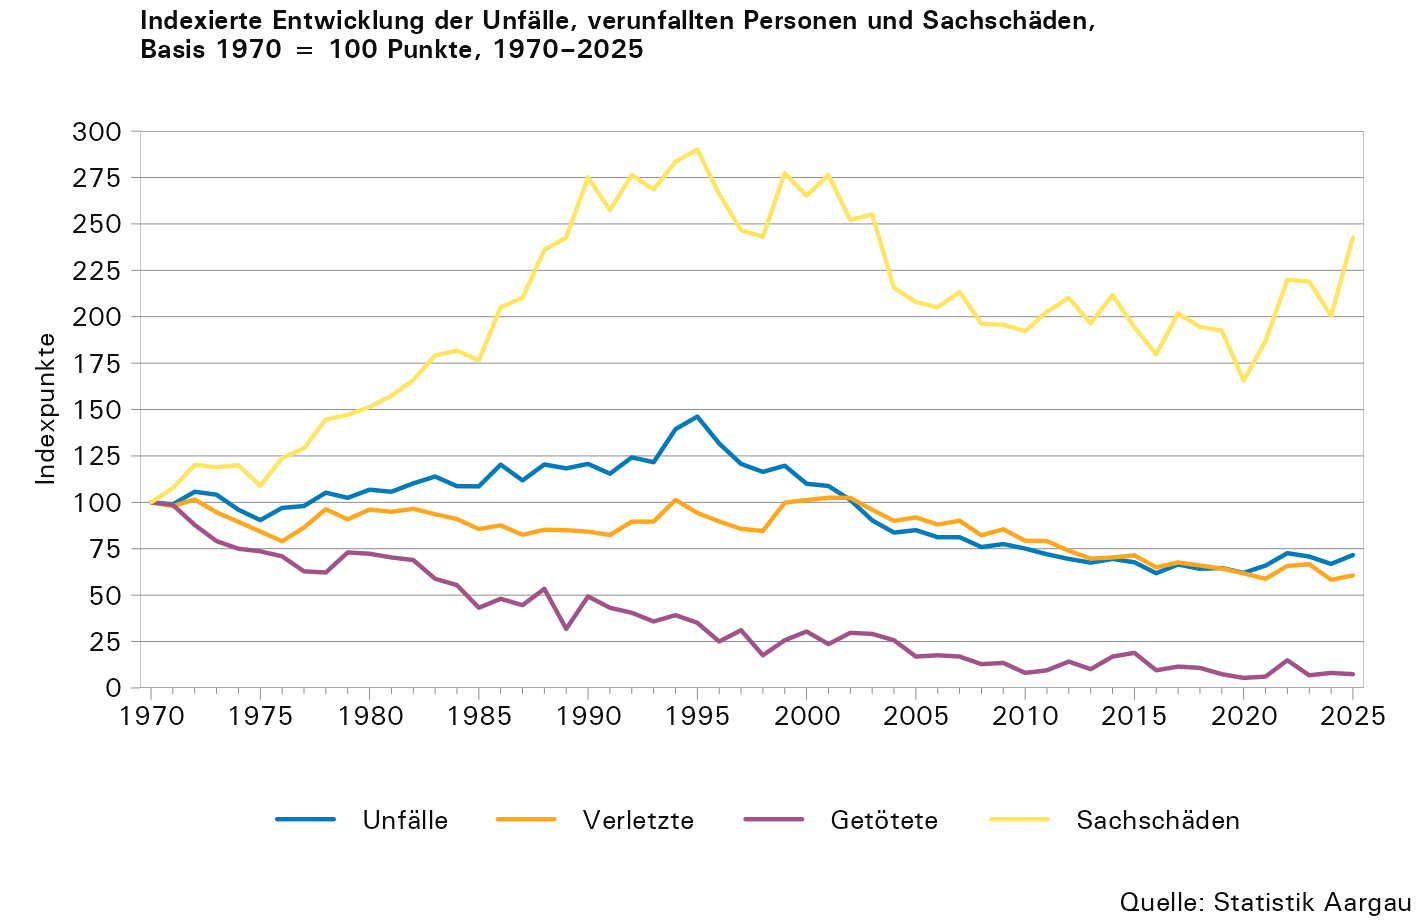 Indexierte Entwicklung der Unfälle, verunfallten Personen und Sachschäden,
Basis 1970 = 100 Punkte, 1970–2025
Indexpunkte
300
275
250
225
200
175
150
125
100
75
50
25
0
1970 1975 1980 1985 1990 1995 2000 2005 2010 2015 2020 2025
Unfälle Verletzte Getötete Sachschäden
Quelle: Statistik Aargau